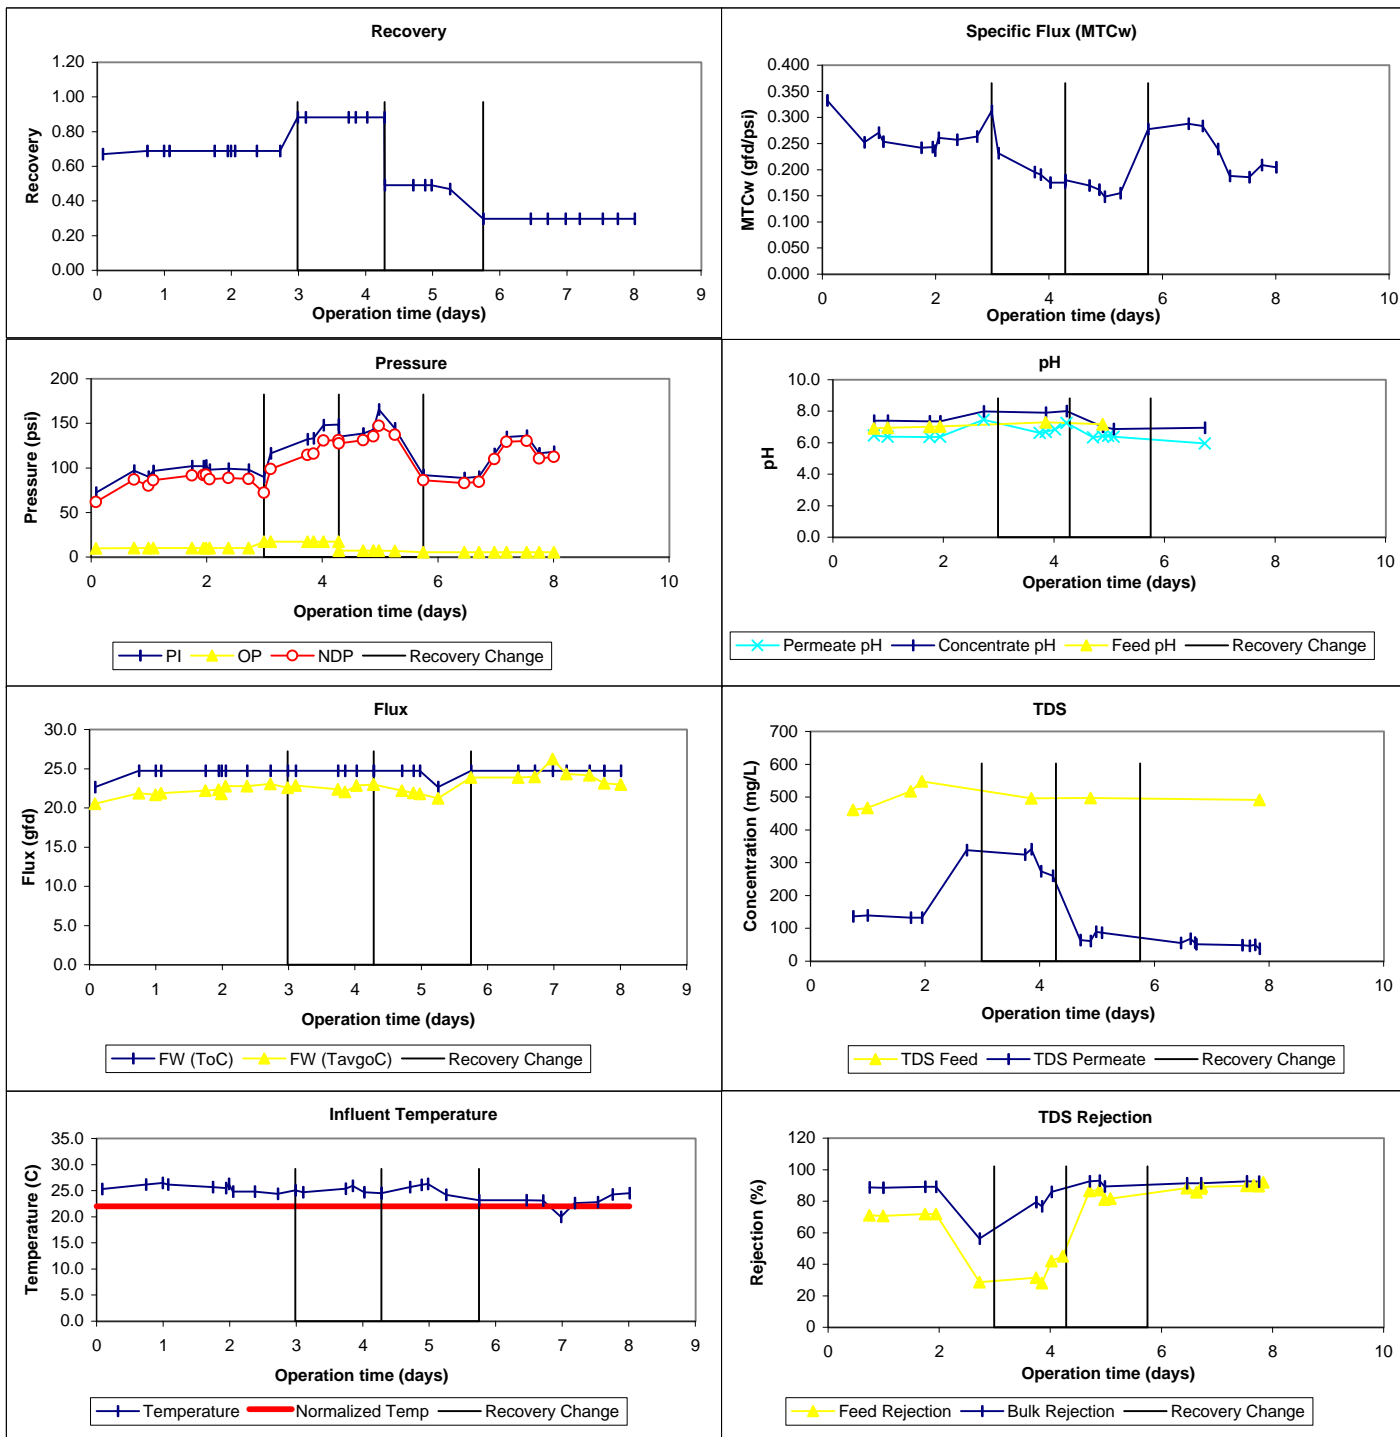 Recovery
1.20
1.00
0.80
0.60
0.40
0.20
0.00
Recovery
0 1 2 3 4 5 6 7 8 9
Operation time (days)
Specific Flux (MTCw)
0.400
0.350
0.300
0.250
0.200
0.150
0.100
0.050
0.000
MTCw (gfd/psi)
0 2 4 6 8 10
Operation time (days)
Pressure
200
150
100
50
0
Pressure (psi)
0 2 4 6 8 10
Operation time (days)
PI OP NDP Recovery Change
pH
10.0
8.0
6.0
4.0
2.0
0.0
pH
0 2 4 6 8 10
Operation time (days)
Permeate pH Concentrate pH Feed pH Recovery Change
Flux
30.0
25.0
20.0
15.0
10.0
5.0
0.0
Flux (gfd)
0 1 2 3 4 5 6 7 8 9
Operation time (days)
FW (ToC) FW (TavgoC) Recovery Change
TDS
700
600
500
400
300
200
100
0
Concentration (mg/L)
0 2 4 6 8 10
Operation time (days)
TDS Feed TDS Permeate Recovery Change
Influent Temperature
35.0
30.0
25.0
20.0
15.0
10.0
5.0
0.0
Temperature (C)
0 1 2 3 4 5 6 7 8 9
Operation time (days)
Temperature Normalized Temp Recovery Change
TDS Rejection
120
100
80
60
40
20
0
Rejection (%)
0 2 4 6 8 10
Operation time (days)
Feed Rejection Bulk Rejection Recovery Change